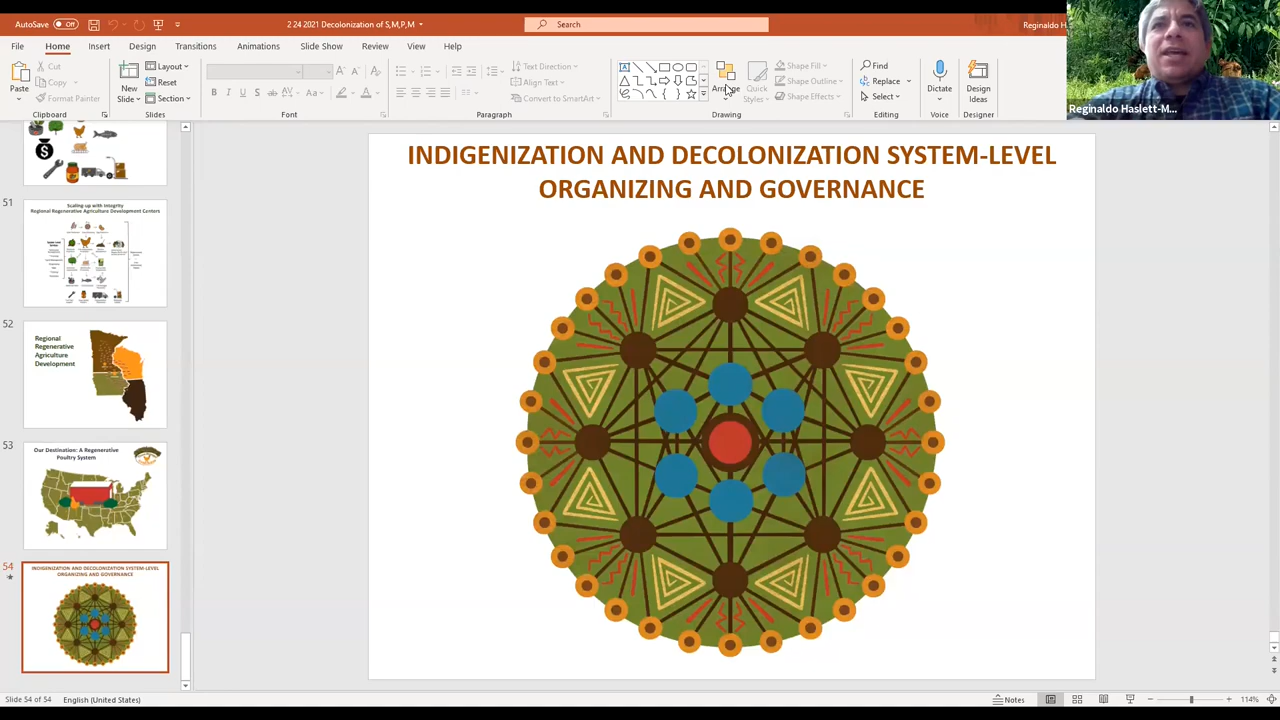 AutoSave Off
2 24 2021 Decolonization of S,M,P,M
Search
Reginaldo H
File Home Insert Design Transitions Animations Slide Show Review View Help
Paste
Cut
Copy
Format Painter
Clipboard
New
Slide
Layout
Reset
Section
Slides
Font
Text Direction
Align Text
Convert to SmartArt
Paragraph
Arrange
Quick
Styles
Shape Fill
Shape Outline
Shape Effects
Drawing
Find
Replace
Select
Editing
Dictate
Voice
Design
Ideas
Designer
Reginaldo Haslett-M...
51
Scaling up with Integrity
Regional Regenerative Agriculture Development Centers
52
Regional
Regenerative
Agriculture
Development
53
Our Destination: A Regenerative
Poultry System
54
INDIGENIZATION AND DECOLONIZATION SYSTEM-LEVEL
ORGANIZING AND GOVERNANCE
INDIGENIZATION AND DECOLONIZATION SYSTEM-LEVEL
ORGANIZING AND GOVERNANCE
Slide 54 of 54 English (United States)
Notes
114%